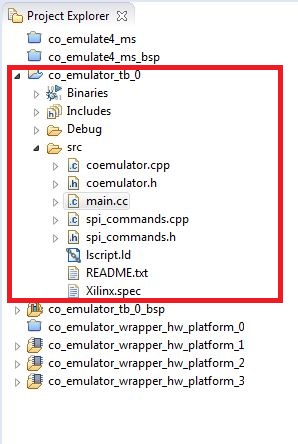 Project Explorer
co_emulate4_ms
co_emulate4_ms_bsp
co_emulator_tb_0
Binaries
Includes
Debug
src
coemulator.cpp
coemulator.h
main.cc
spi_commands.cpp
spi_commands.h
lscript.ld
README.txt
Xilinx.spec
co_emulator_tb_0_bsp
co_emulator_wrapper_hw_platform_0
co_emulator_wrapper_hw_platform_1
co_emulator_wrapper_hw_platform_2
co_emulator_wrapper_hw_platform_3